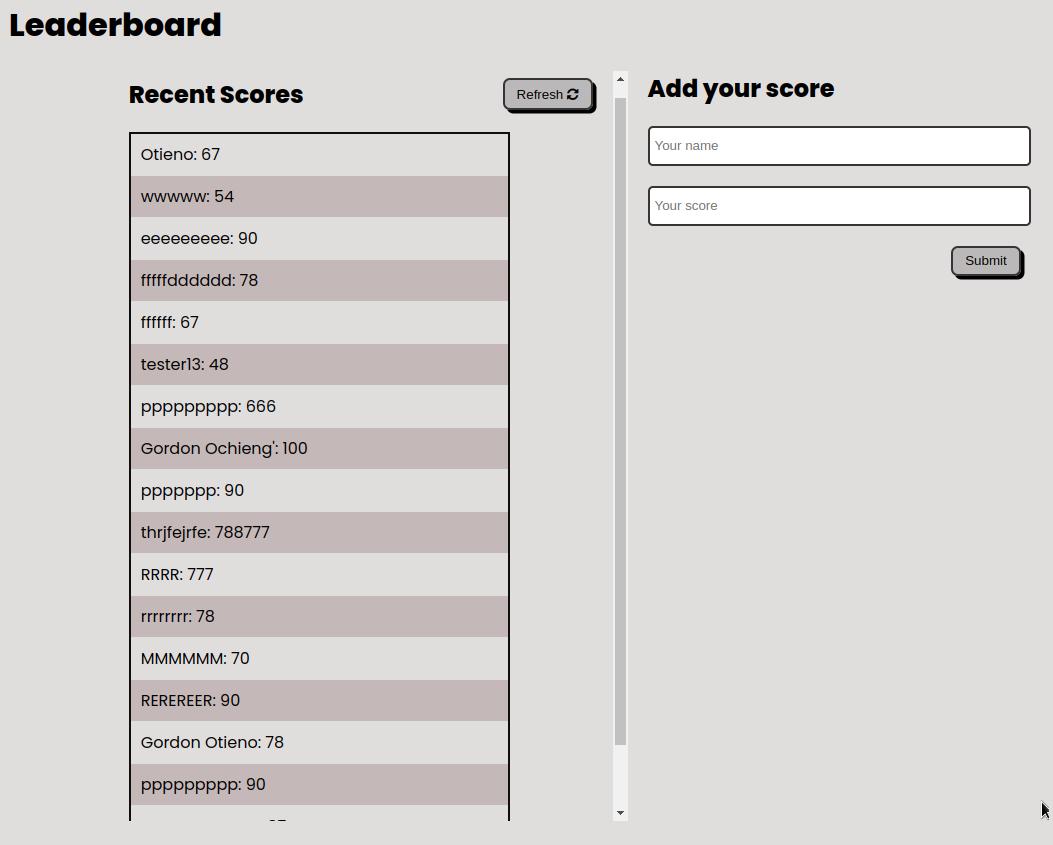 Leaderboard
Recent Scores
Refresh
Otieno: 67
wwwww: 54
eeeeeeeee: 90
fffffdddddd: 78
ffffff: 67
tester13: 48
ppppppppp: 666
Gordon Ochieng': 100
ppppppp: 90
thrjfejrfe: 788777
RRRR: 777
rrrrrrrr: 78
MMMMMM: 70
REREREER: 90
Gordon Otieno: 78
ppppppppp: 90
Add your score
Your name
Your score
Submit